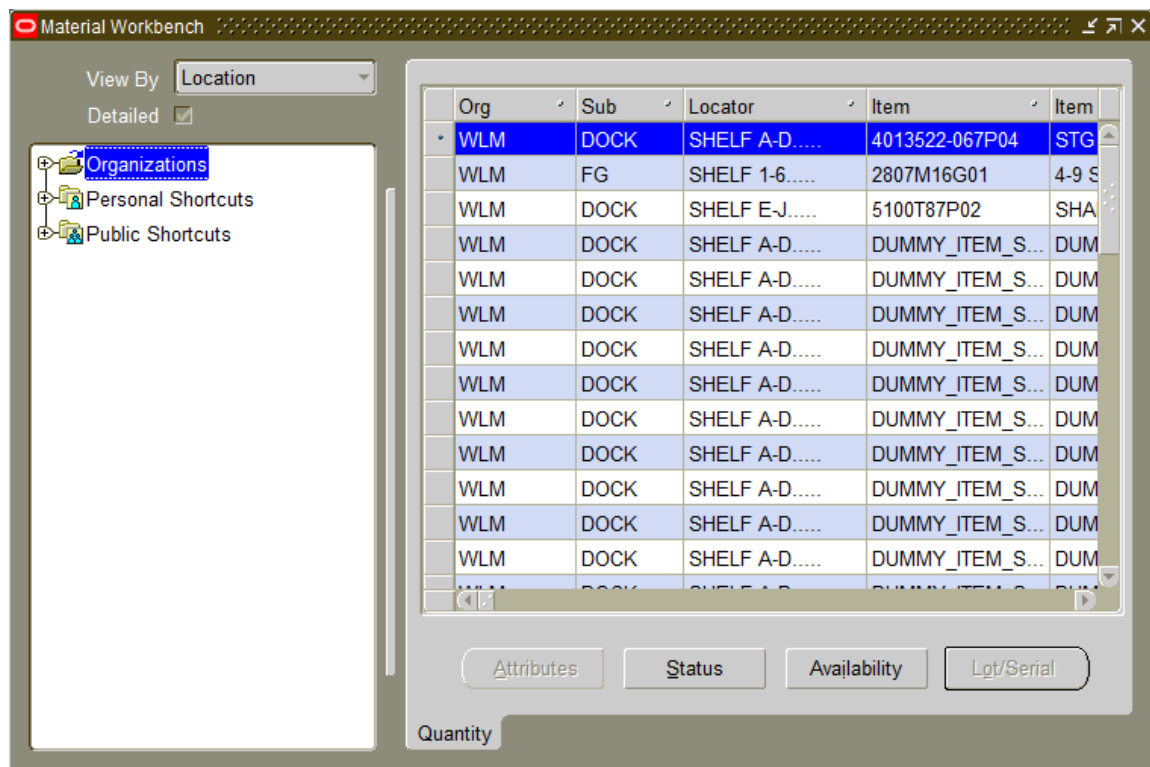 Material Workbench
View By Location
Detailed
Organizations
Personal Shortcuts
Public Shortcuts
Org Sub Locator Item Item
WLM DOCK SHELF A-D..... 4013522-067P04 STG
WLM FG SHELF 1-6..... 2807M16G01 4-9 S
WLM DOCK SHELF E-J..... 5100T87P02 SHA
WLM DOCK SHELF A-D..... DUMMY_ITEM_S... DUM
WLM DOCK SHELF A-D..... DUMMY_ITEM_S... DUM
WLM DOCK SHELF A-D..... DUMMY_ITEM_S... DUM
WLM DOCK SHELF A-D..... DUMMY_ITEM_S... DUM
WLM DOCK SHELF A-D..... DUMMY_ITEM_S... DUM
WLM DOCK SHELF A-D..... DUMMY_ITEM_S... DUM
WLM DOCK SHELF A-D..... DUMMY_ITEM_S... DUM
WLM DOCK SHELF A-D..... DUMMY_ITEM_S... DUM
WLM DOCK SHELF A-D..... DUMMY_ITEM_S... DUM
WLM DOCK SHELF A-D..... DUMMY_ITEM_S... DUM
Attributes Status Availability Lot/Serial
Quantity